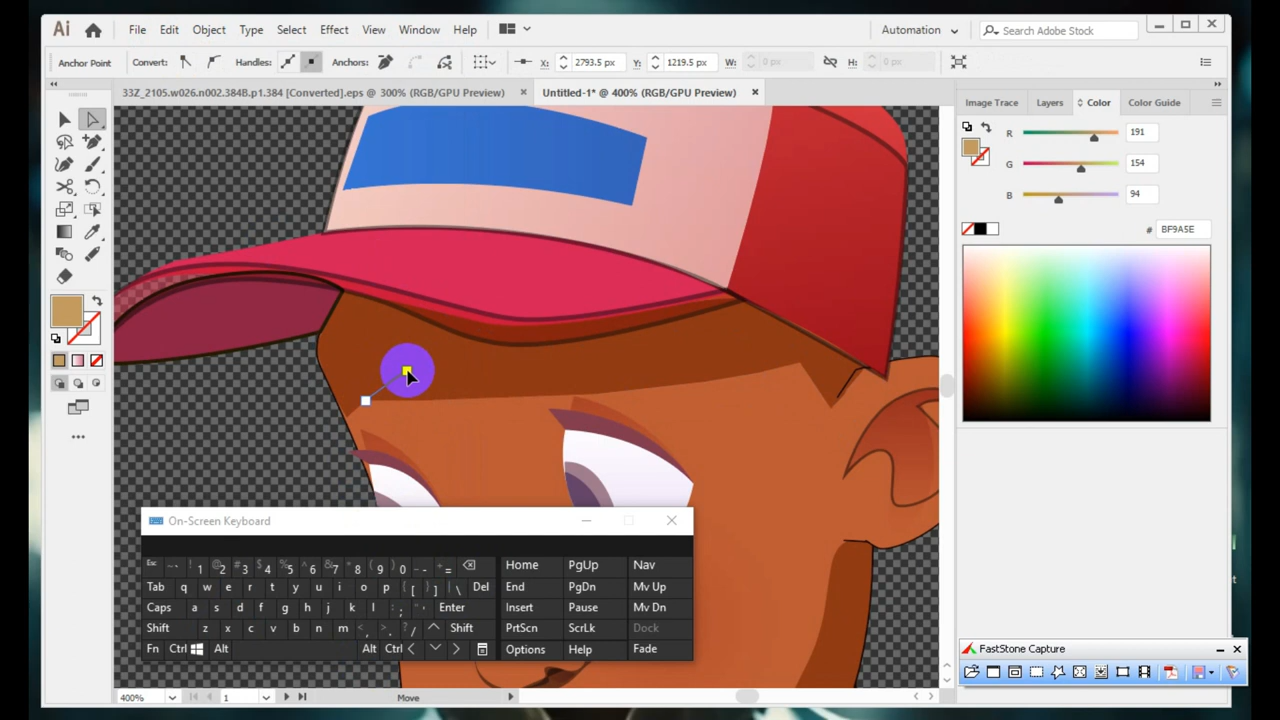 Ai File Edit Object Type Select Effect View Window Help Automation Search Adobe Stock
Anchor Point Convert: Handles: Anchors: X: 2793.5 px Y: 1219.5 px W: 0 px H: 0 px
33Z_2105.w026.n002.384B.p1.384 [Converted].eps @ 300% (RGB/GPU Preview) × Untitled-1* @ 400% (RGB/GPU Preview) ×
Image Trace Layers Color Color Guide
R 191
G 154
B 94
# BF9A5E
On-Screen Keyboard
Esc ~ ` ! 1 @ 2 # 3 $ 4 % 5 ^ 6 & 7 * 8 ( 9 ) 0 _ - + = Home PgUp Nav
Tab q w e r t y u i o p { [ } ] | \ Del End PgDn Mv Up
Caps a s d f g h j k l : ; " ' Enter Insert Pause Mv Dn
Shift z x c v b n m < , > . ? / Shift PrtScn ScrLk Dock
Fn Ctrl Alt Alt Ctrl Options Help Fade
FastStone Capture
400% 1 Move